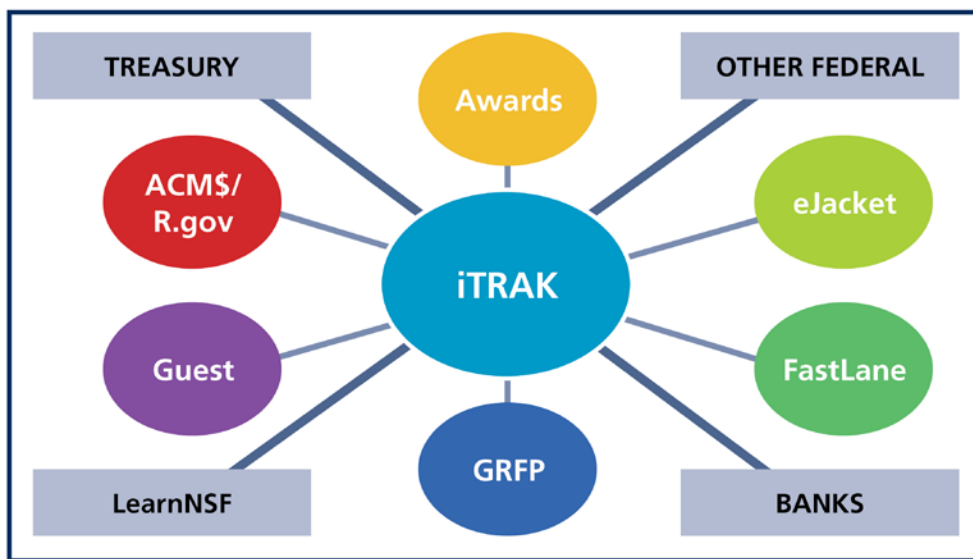 TREASURY
Awards
OTHER FEDERAL
ACM$/
R.gov
eJacket
iTRAK
Guest
FastLane
GRFP
LearnNSF
BANKS